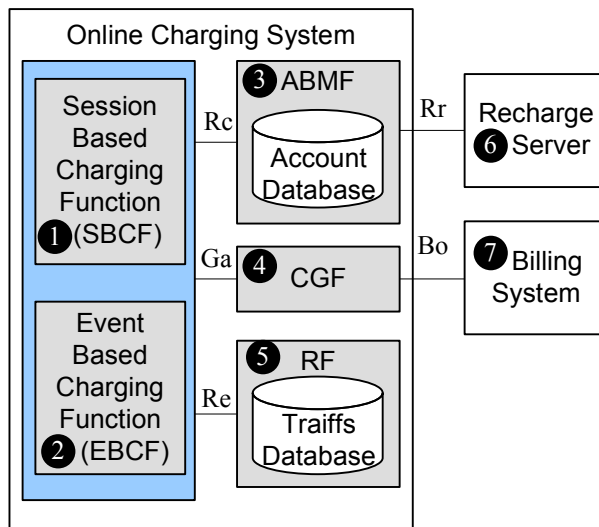 Online Charging System
Session
Based
Charging
Function
1 (SBCF)
Event
Based
Charging
Function
2 (EBCF)
Rc
Ga
Re
3 ABMF
Account
Database
4 CGF
5 RF
Traiffs
Database
Rr
Bo
Recharge
6 Server
7 Billing
System